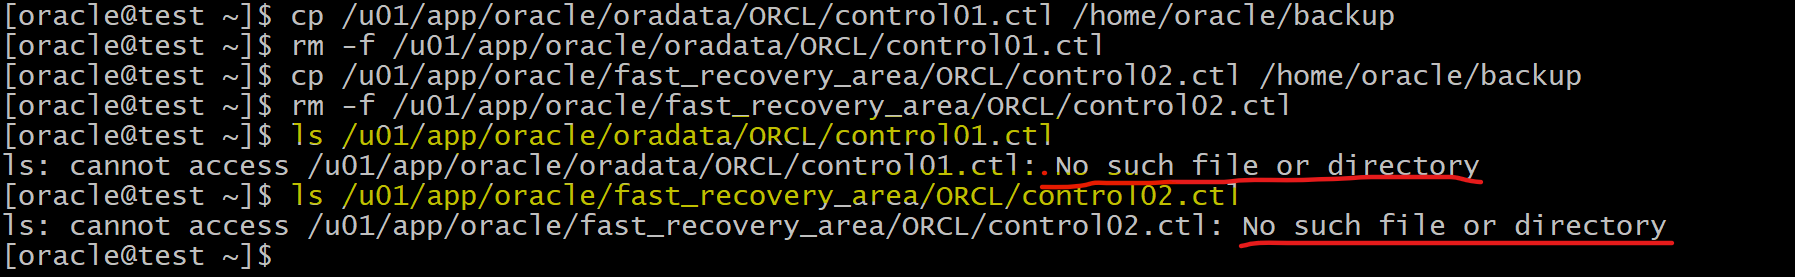 [oracle@test ~]$ cp /u01/app/oracle/oradata/ORCL/control01.ctl /home/oracle/backup
[oracle@test ~]$ rm -f /u01/app/oracle/oradata/ORCL/control01.ctl
[oracle@test ~]$ cp /u01/app/oracle/fast_recovery_area/ORCL/control02.ctl /home/oracle/backup
[oracle@test ~]$ rm -f /u01/app/oracle/fast_recovery_area/ORCL/control02.ctl
[oracle@test ~]$ ls /u01/app/oracle/oradata/ORCL/control01.ctl
ls: cannot access /u01/app/oracle/oradata/ORCL/control01.ctl: No such file or directory
[oracle@test ~]$ ls /u01/app/oracle/fast_recovery_area/ORCL/control02.ctl
ls: cannot access /u01/app/oracle/fast_recovery_area/ORCL/control02.ctl: No such file or directory
[oracle@test ~]$